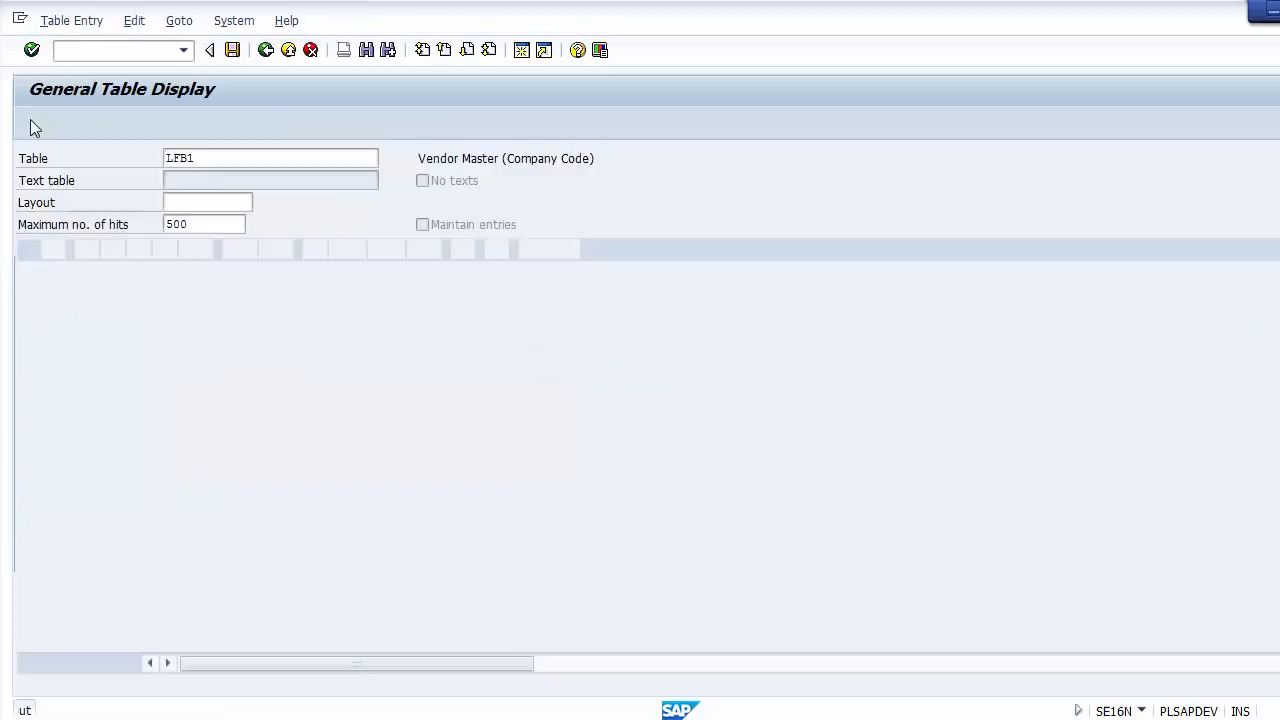 Table Entry Edit Goto System Help
General Table Display
Table LFB1 Vendor Master (Company Code)
Text table No texts
Layout
Maximum no. of hits 500 Maintain entries
ut SAP SE16N PLSAPDEV INS